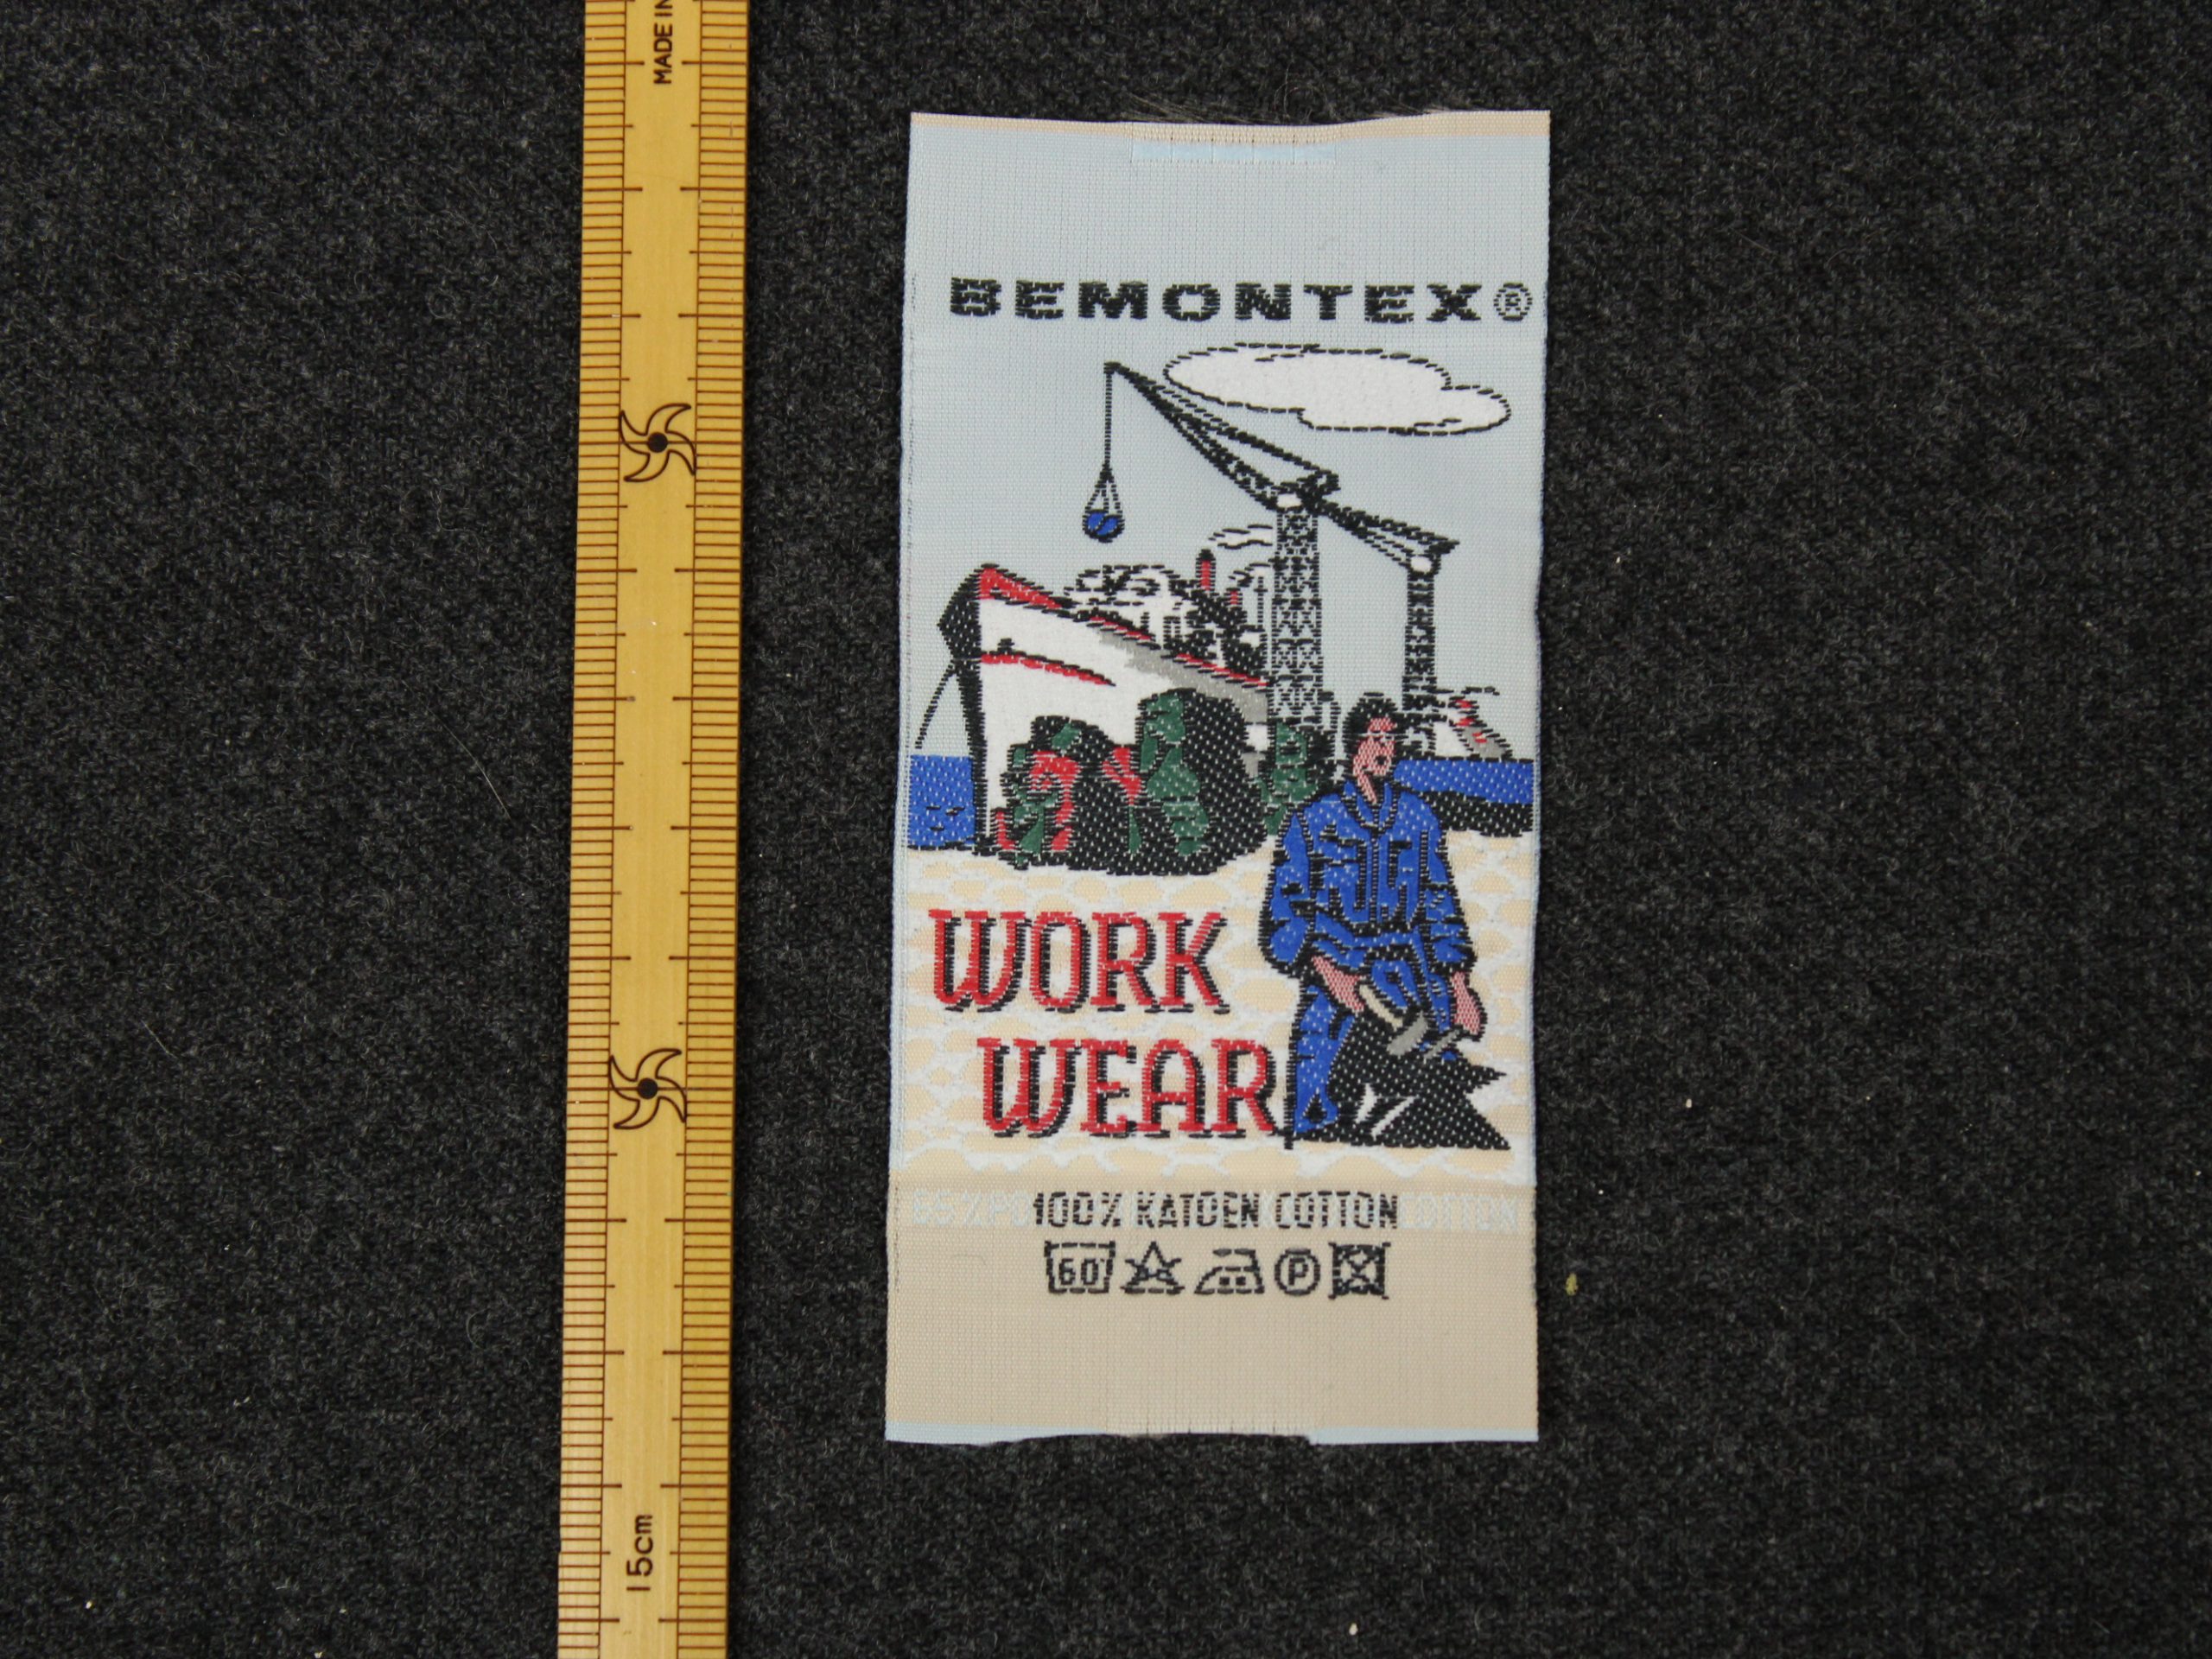 MADE IN
15cm
BEMONTEX®
WORK
WEAR
100% KATOEN COTTON
60
P